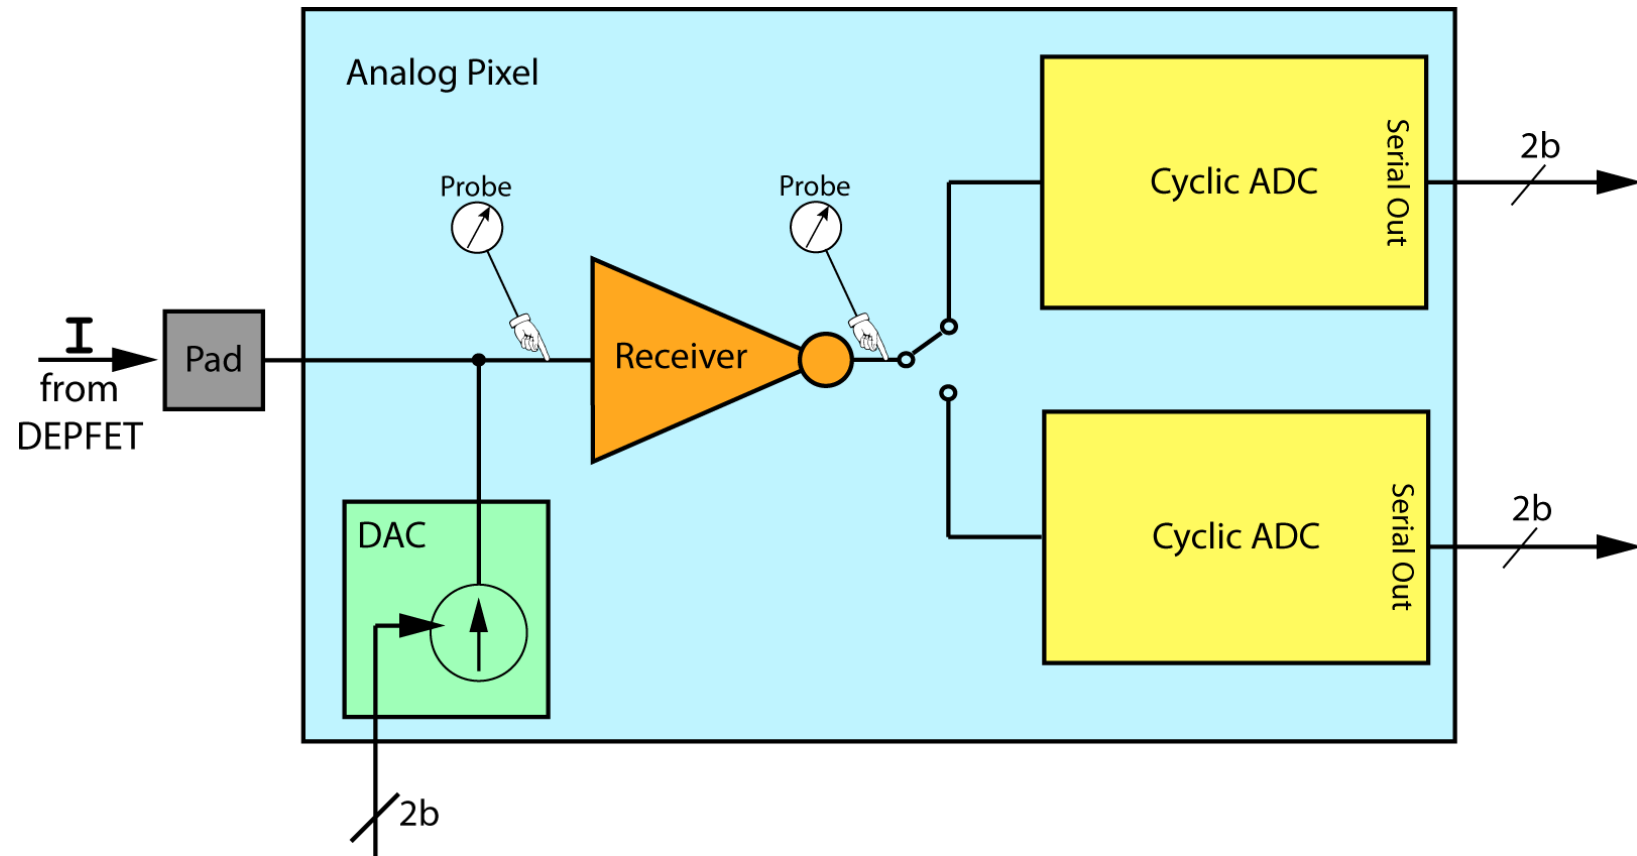 Analog Pixel
Probe
Probe
Cyclic ADC
Serial Out
2b
I
from
DEPFET
Pad
Receiver
DAC
Cyclic ADC
Serial Out
2b
2b